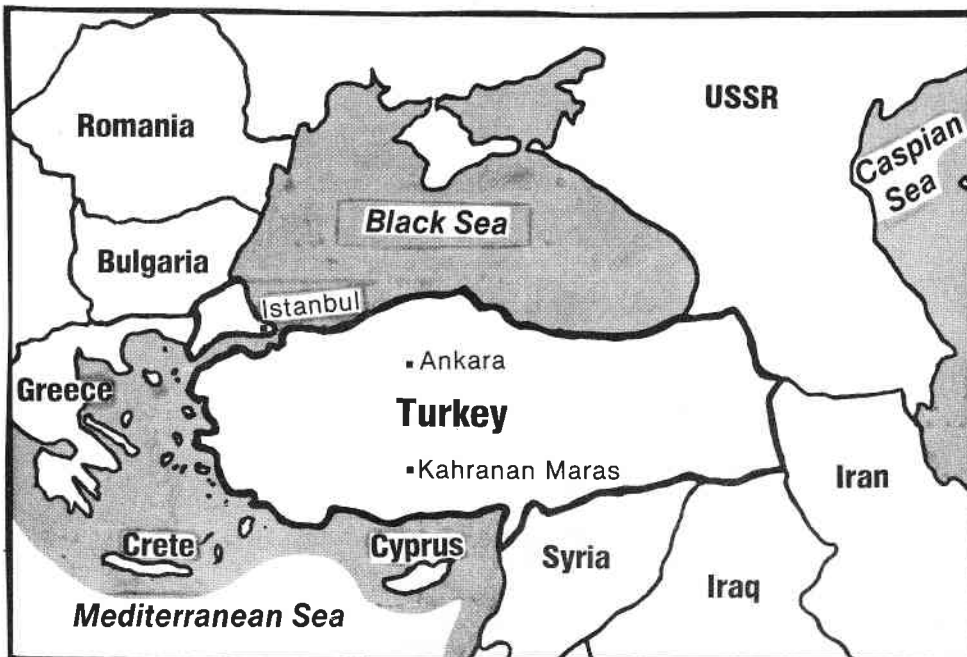 Romania
USSR
Caspian
Sea
Black Sea
Bulgaria
Istanbul
Ankara
Greece
Turkey
Kahranan Maras
Iran
Crete
Cyprus
Syria
Iraq
Mediterranean Sea